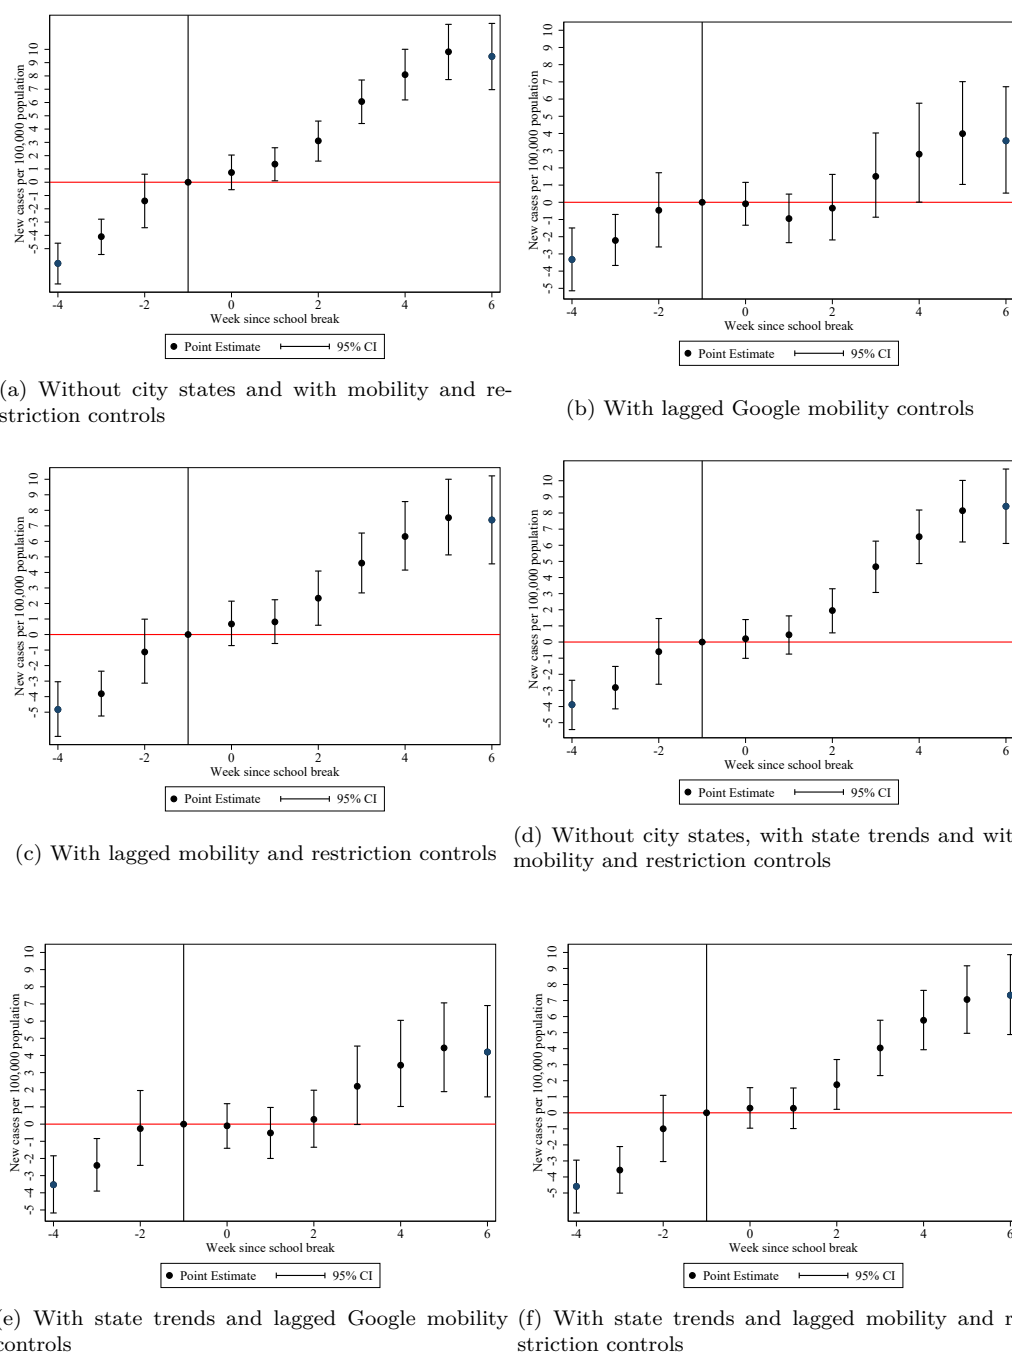 New cases per 100,000 population
-5 -4 -3 -2 -1 0 1 2 3 4 5 6 7 8 9 10
-4 -2 0 2 4 6
Week since school break
Point Estimate 95% CI
(a) Without city states and with mobility and re-
striction controls
New cases per 100,000 population
-5 -4 -3 -2 -1 0 1 2 3 4 5 6 7 8 9 10
-4 -2 0 2 4 6
Week since school break
Point Estimate 95% CI
(b) With lagged Google mobility controls
New cases per 100,000 population
-5 -4 -3 -2 -1 0 1 2 3 4 5 6 7 8 9 10
-4 -2 0 2 4 6
Week since school break
Point Estimate 95% CI
(c) With lagged mobility and restriction controls
New cases per 100,000 population
-5 -4 -3 -2 -1 0 1 2 3 4 5 6 7 8 9 10
-4 -2 0 2 4 6
Week since school break
Point Estimate 95% CI
(d) Without city states, with state trends and wit
mobility and restriction controls
New cases per 100,000 population
-5 -4 -3 -2 -1 0 1 2 3 4 5 6 7 8 9 10
-4 -2 0 2 4 6
Week since school break
Point Estimate 95% CI
(e) With state trends and lagged Google mobility
controls
New cases per 100,000 population
-5 -4 -3 -2 -1 0 1 2 3 4 5 6 7 8 9 10
-4 -2 0 2 4 6
Week since school break
Point Estimate 95% CI
(f) With state trends and lagged mobility and r
striction controls